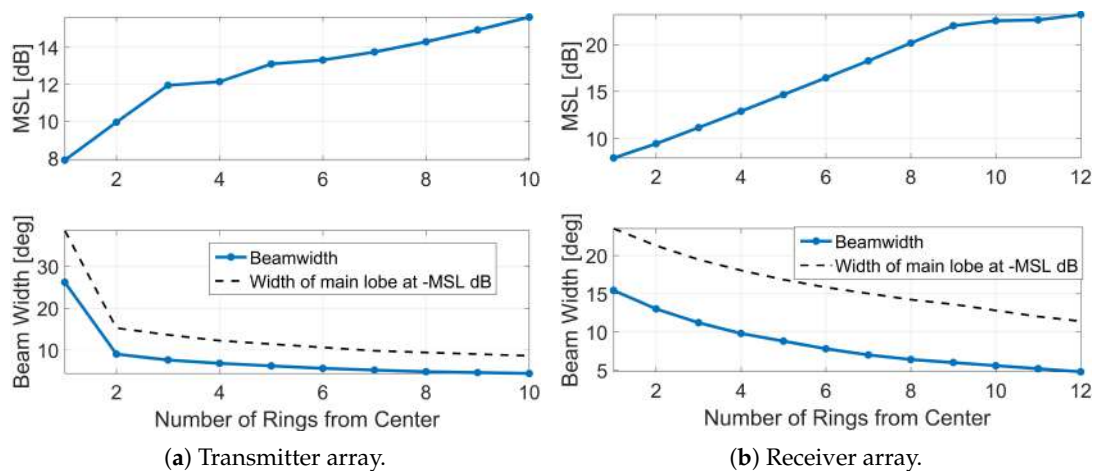 MSL [dB]
14
12
10
8
2 4 6 8 10
Beam Width [deg]
30
20
10
Beamwidth
Width of main lobe at -MSL dB
2 4 6 8 10
Number of Rings from Center
(a) Transmitter array.
MSL [dB]
20
15
10
2 4 6 8 10 12
Beam Width [deg]
20
15
10
5
Beamwidth
Width of main lobe at -MSL dB
2 4 6 8 10 12
Number of Rings from Center
(b) Receiver array.